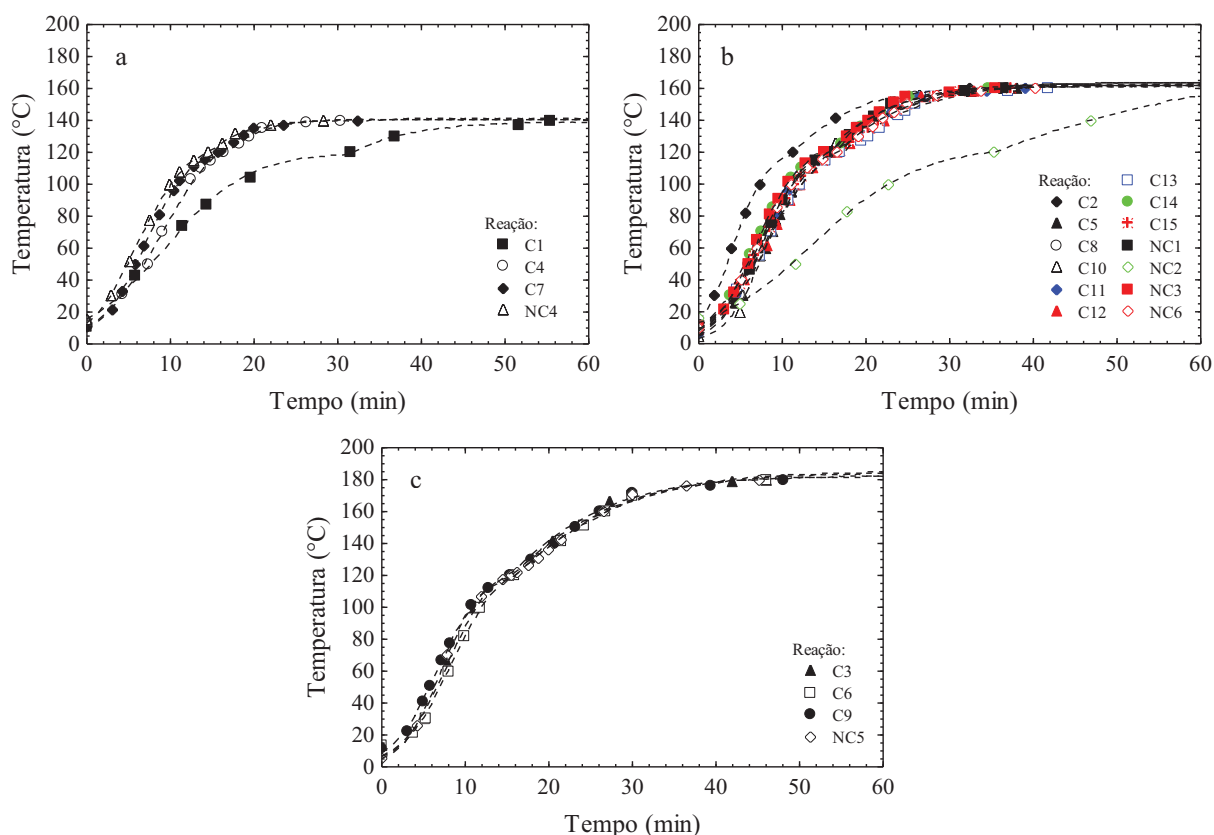 a
200
180
160
140
120
100
80
60
40
20
0
Temperatura (°C)
Reação:
C1
C4
C7
NC4
0 10 20 30 40 50 60
Tempo (min)
b
200
180
160
140
120
100
80
60
40
20
0
Temperatura (°C)
Reação:
C2
C5
C8
C10
C11
C12
C13
C14
C15
NC1
NC2
NC3
NC6
0 10 20 30 40 50 60
Tempo (min)
c
200
180
160
140
120
100
80
60
40
20
0
Temperatura (°C)
Reação:
C3
C6
C9
NC5
0 10 20 30 40 50 60
Tempo (min)